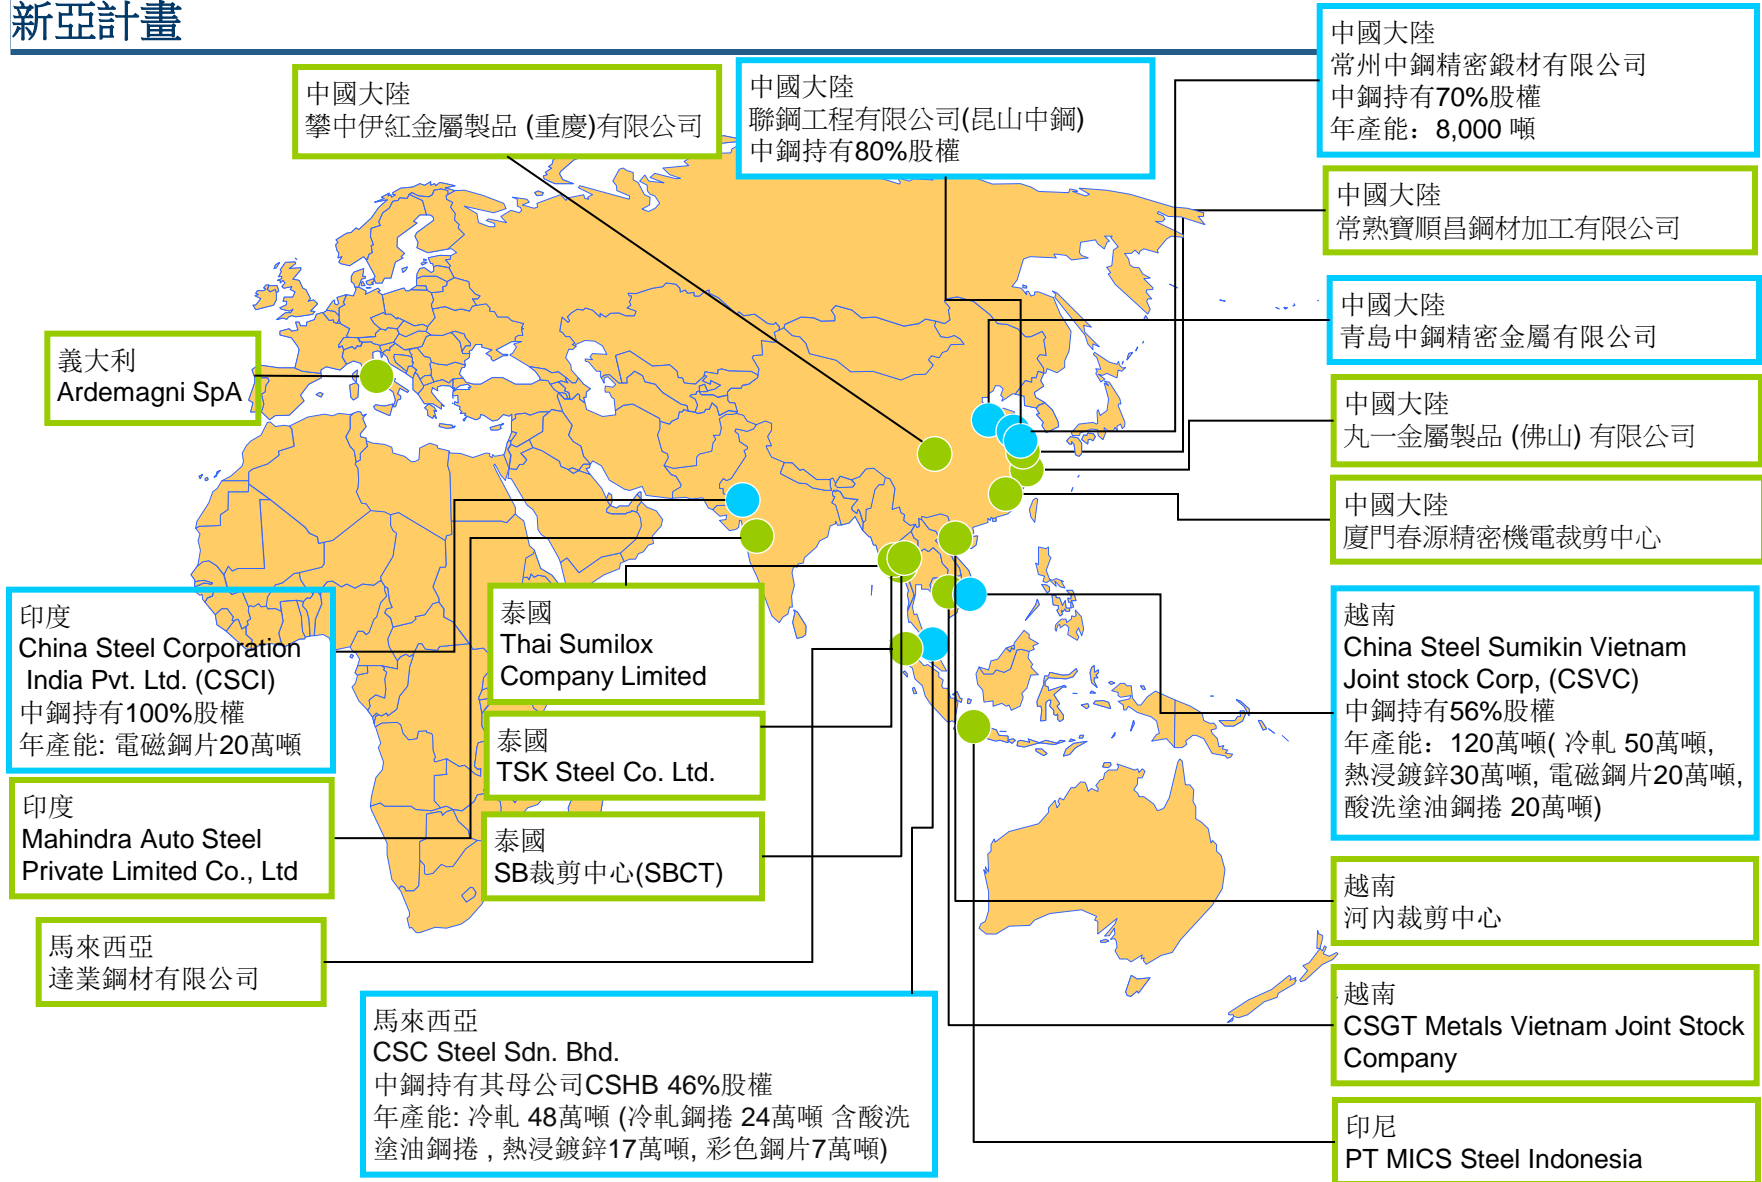 新亞計畫
中國大陸
攀中伊紅金屬製品 (重慶)有限公司
中國大陸
聯鋼工程有限公司(昆山中鋼)
中鋼持有80%股權
中國大陸
常州中鋼精密鍛材有限公司
中鋼持有70%股權
年產能：8,000 噸
中國大陸
常熟寶順昌鋼材加工有限公司
中國大陸
青島中鋼精密金屬有限公司
義大利
Ardemagni SpA
中國大陸
丸一金屬製品 (佛山) 有限公司
中國大陸
廈門春源精密機電裁剪中心
印度
China Steel Corporation
India Pvt. Ltd. (CSCI)
中鋼持有100%股權
年產能: 電磁鋼片20萬噸
泰國
Thai Sumilox
Company Limited
越南
China Steel Sumikin Vietnam
Joint stock Corp, (CSVC)
中鋼持有56%股權
年產能：120萬噸( 冷軋 50萬噸,
熱浸鍍鋅30萬噸, 電磁鋼片20萬噸,
酸洗塗油鋼捲 20萬噸)
泰國
TSK Steel Co. Ltd.
印度
Mahindra Auto Steel
Private Limited Co., Ltd
泰國
SB裁剪中心(SBCT)
越南
河內裁剪中心
馬來西亞
達業鋼材有限公司
越南
CSGT Metals Vietnam Joint Stock
Company
馬來西亞
CSC Steel Sdn. Bhd.
中鋼持有其母公司CSHB 46%股權
年產能: 冷軋 48萬噸 (冷軋鋼捲 24萬噸 含酸洗
塗油鋼捲 , 熱浸鍍鋅17萬噸, 彩色鋼片7萬噸)
印尼
PT MICS Steel Indonesia